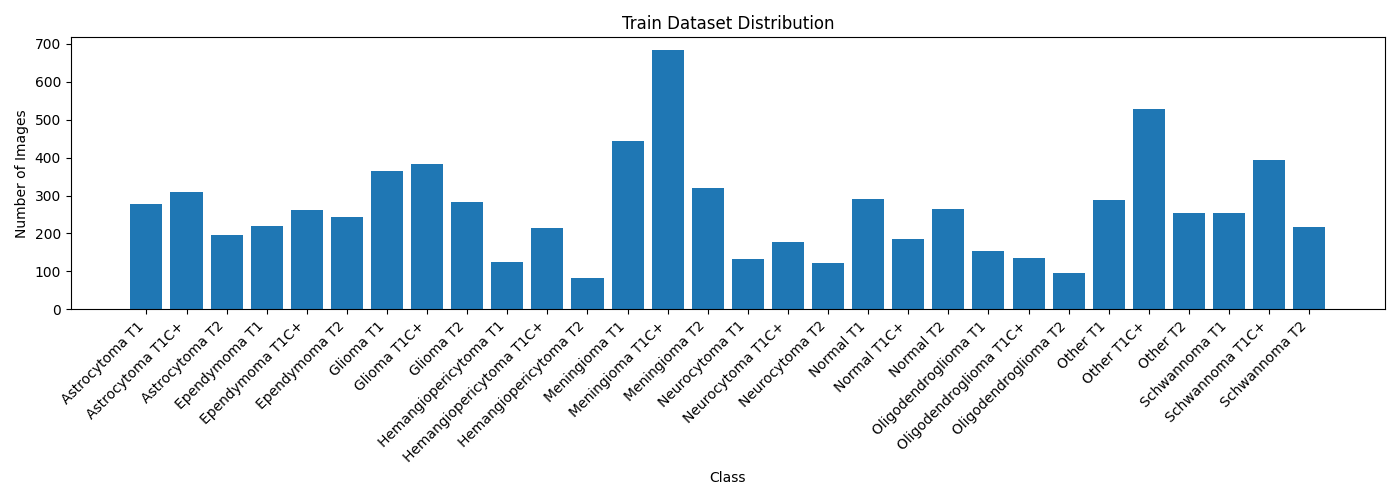 Train Dataset Distribution
Number of Images
700
600
500
400
300
200
100
0
Astrocytoma T1
Astrocytoma T1C+
Astrocytoma T2
Ependymoma T1
Ependymoma T1C+
Ependymoma T2
Glioma T1
Glioma T1C+
Glioma T2
Hemangiopericytoma T1
Hemangiopericytoma T1C+
Hemangiopericytoma T2
Meningioma T1
Meningioma T1C+
Meningioma T2
Neurocytoma T1
Neurocytoma T1C+
Neurocytoma T2
Normal T1
Normal T1C+
Normal T2
Oligodendroglioma T1
Oligodendroglioma T1C+
Oligodendroglioma T2
Other T1
Other T1C+
Other T2
Schwannoma T1
Schwannoma T1C+
Schwannoma T2
Class